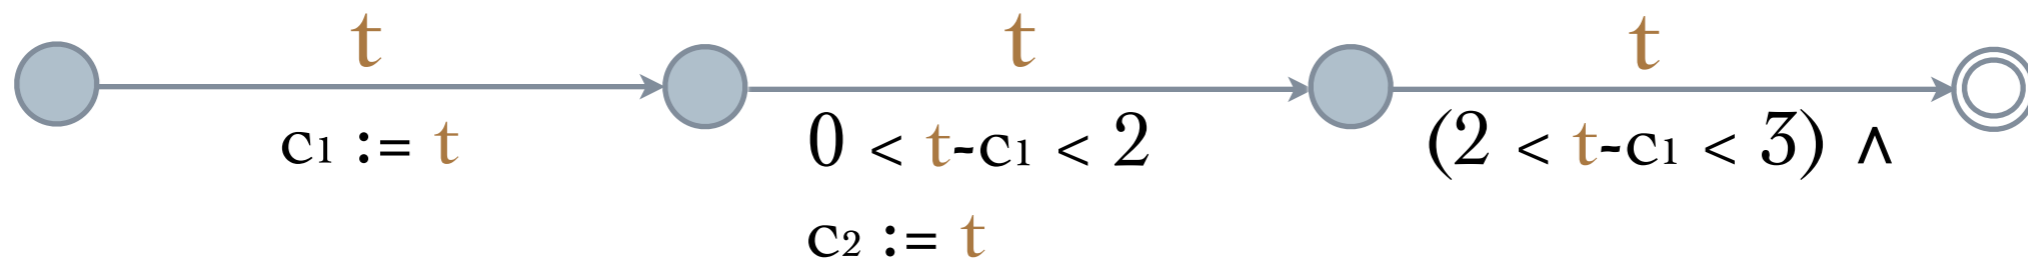 t t t
c₁ := t 0 < t-c₁ < 2 (2 < t-c₁ < 3) ∧
c₂ := t